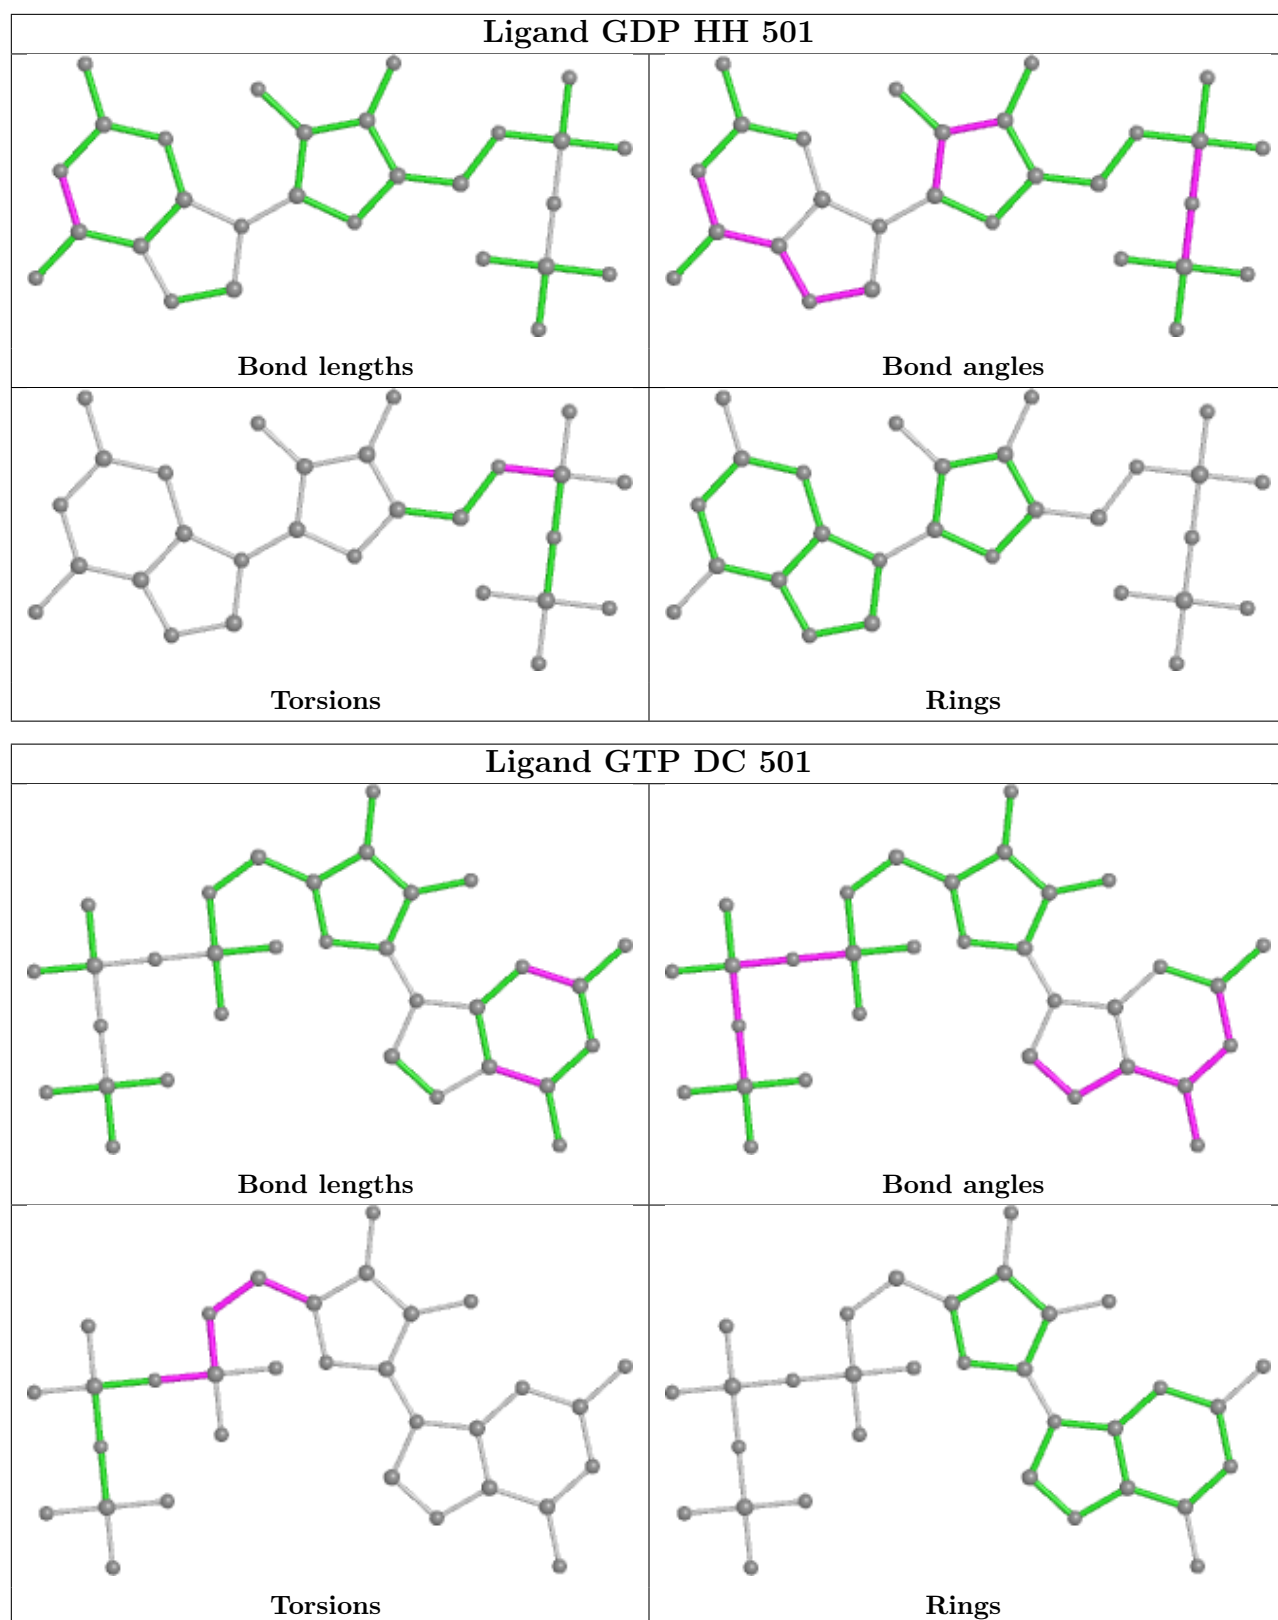 Ligand GDP HH 501
Bond lengths
Bond angles
Torsions
Rings
Ligand GTP DC 501
Bond lengths
Bond angles
Torsions
Rings